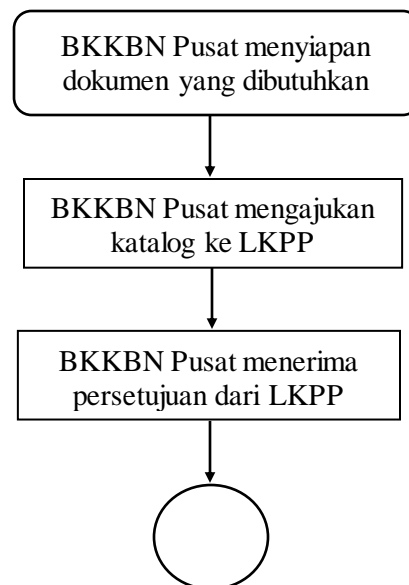 BKKBN Pusat menyiapan
dokumen yang dibutuhkan
BKKBN Pusat mengajukan
katalog ke LKPP
BKKBN Pusat menerima
persetujuan dari LKPP